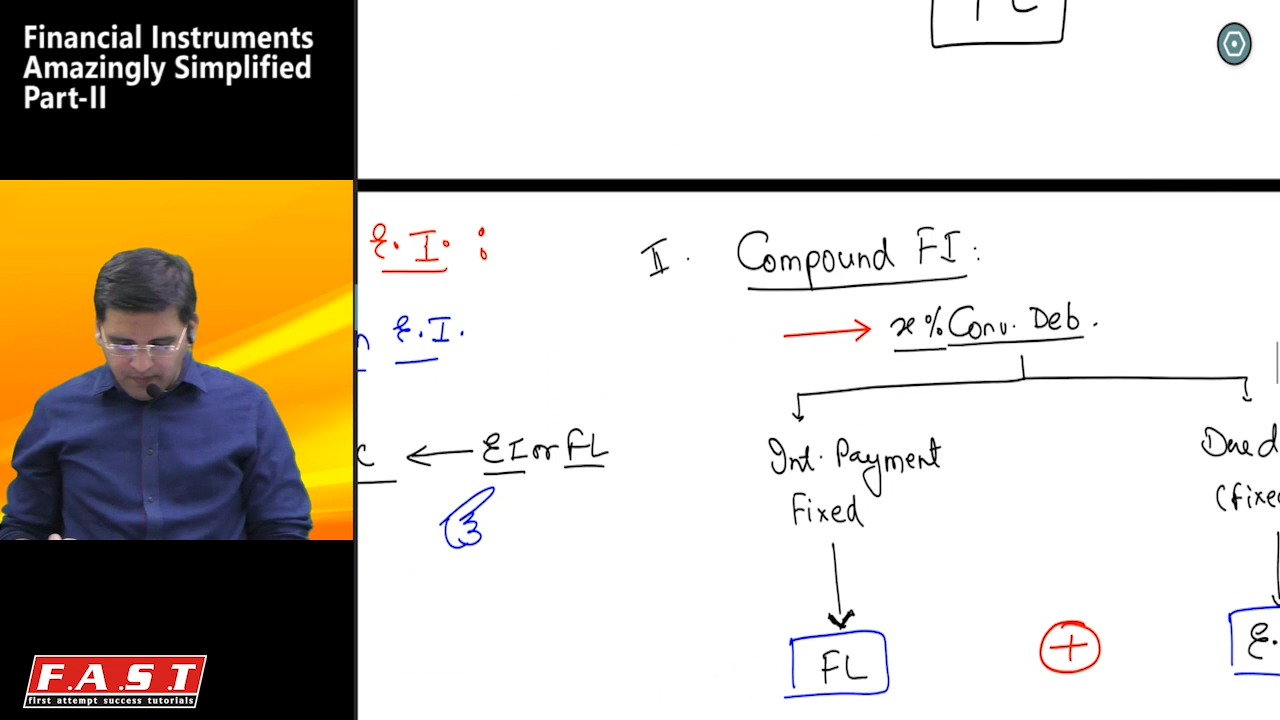 Financial Instruments
Amazingly Simplified
Part-II
F.A.S.T
first attempt success tutorials
E.I. :
E.I.
EI or FL
II. Compound FI:
x% Conv. Deb.
Int. Payment
Fixed
FL
+
E.